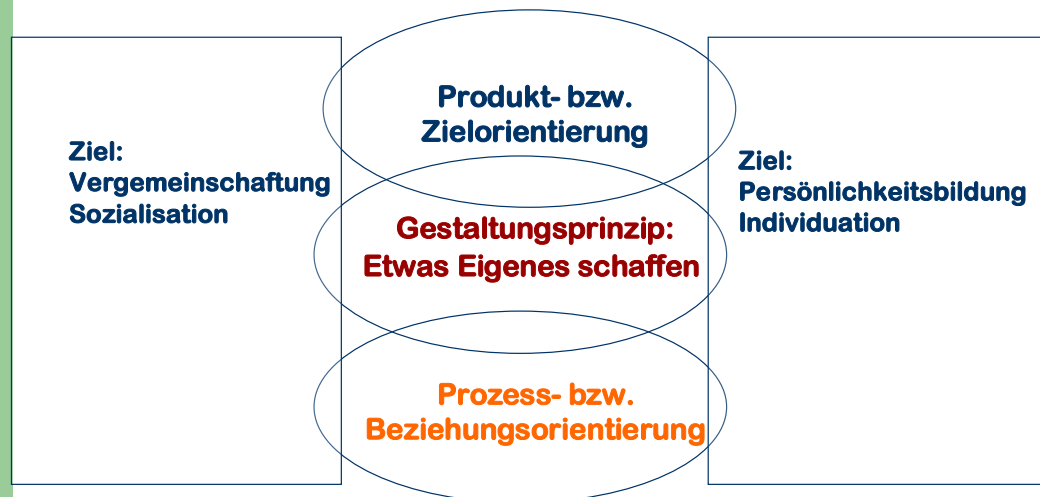 Ziel:
Vergemeinschaftung
Sozialisation
Produkt- bzw.
Zielorientierung
Gestaltungsprinzip:
Etwas Eigenes schaffen
Prozess- bzw.
Beziehungsorientierung
Ziel:
Persönlichkeitsbildung
Individuation